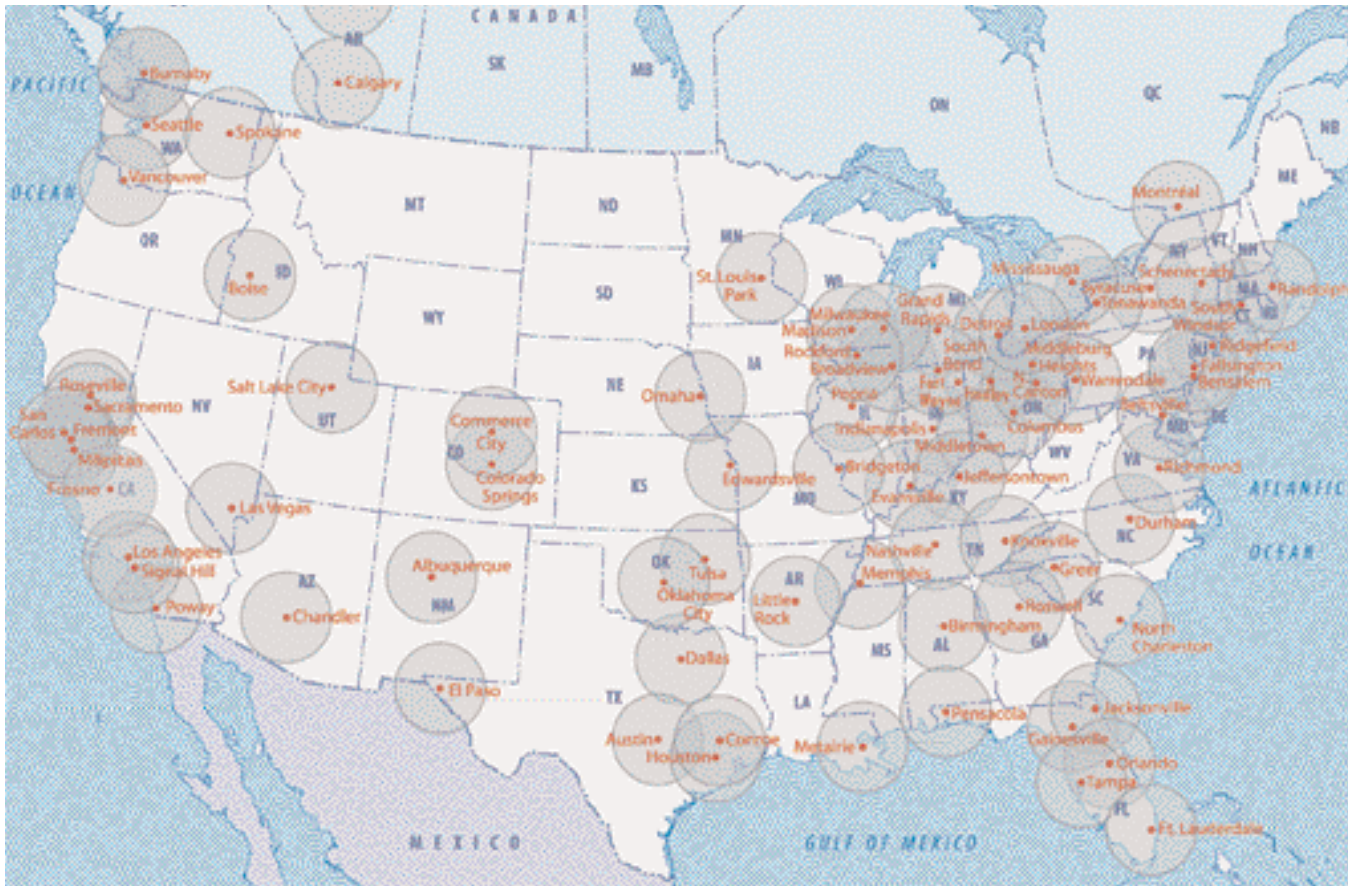 CANADA
AB
SK
MB
ON
QC
NB
PACIFIC
OCEAN
Burnaby
Calgary
Seattle
Spokane
WA
Vancouver
MT
ND
MN
ME
Montréal
NY
VT
NH
OR
ID
Boise
St. Louis
Park
WI
Mississauga
Syracuse
Schenectady
Tonawanda
MA
Randolph
SD
WY
Milwaukee
Madison
Grand
Rapids
MI
Detroit
London
South
Windsor
CT
RI
Rockford
Broadview
South
Bend
Middleburg
Heights
PA
NJ
Ridgefield
Fallsington
Bensalem
IA
Roseville
Sacramento
NV
Salt Lake City
UT
NE
Omaha
Peoria
IL
Fort
Wayne
IN
Canton
OH
Warrendale
DE
MD
San
Carlos
Fremont
Milpitas
Commerce
City
CO
Colorado
Springs
Indianapolis
Middletown
Columbus
WV
VA
Richmond
CA
KS
Edwardsville
MO
Bridgeton
Evansville
KY
Jeffersontown
ATLANTIC
OCEAN
Las Vegas
Durham
NC
Los Angeles
Signal Hill
Poway
AZ
Chandler
Albuquerque
NM
OK
Tulsa
Oklahoma
City
AR
Little
Rock
Nashville
TN
Knoxville
Memphis
Greer
SC
Roswell
Birmingham
AL
GA
North
Charleston
MS
Dallas
El Paso
TX
LA
Austin
Conroe
Houston
Metairie
Pensacola
Jacksonville
Gainesville
Orlando
Tampa
FL
Ft. Lauderdale
MEXICO
GULF OF MEXICO